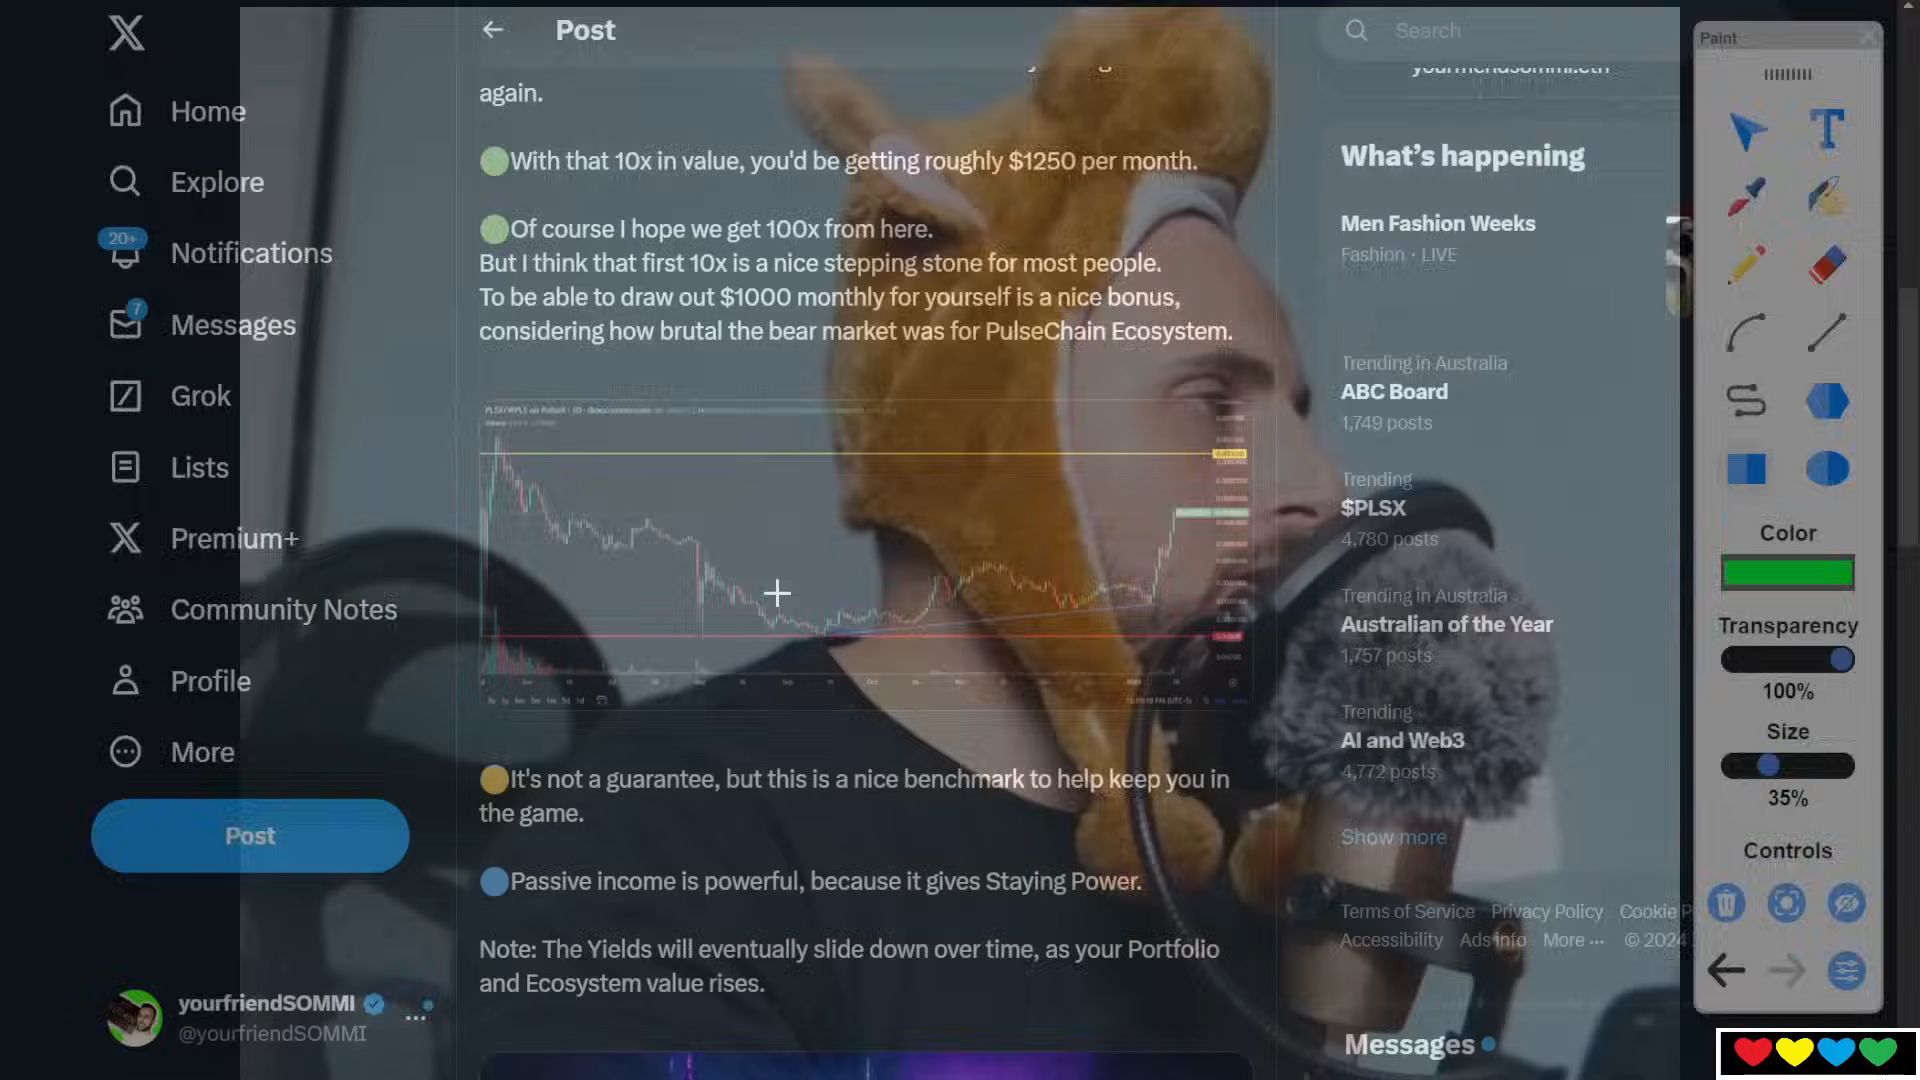 Home
Explore
20+
Notifications
7
Messages
Grok
Lists
Premium+
Community Notes
Profile
More
Post
yourfriendSOMMI
@yourfriendSOMMI
Post
again.
With that 10x in value, you'd be getting roughly $1250 per month.
Of course I hope we get 100x from here.
But I think that first 10x is a nice stepping stone for most people.
To be able to draw out $1000 monthly for yourself is a nice bonus,
considering how brutal the bear market was for PulseChain Ecosystem.
It's not a guarantee, but this is a nice benchmark to help keep you in
the game.
Passive income is powerful, because it gives Staying Power.
Note: The Yields will eventually slide down over time, as your Portfolio
and Ecosystem value rises.
Search
yourfriendsommi.eth
What's happening
Men Fashion Weeks
Fashion · LIVE
Trending in Australia
ABC Board
1,749 posts
Trending
$PLSX
4,780 posts
Trending in Australia
Australian of the Year
1,757 posts
Trending
AI and Web3
4,772 posts
Show more
Terms of Service Privacy Policy Cookie P
Accessibility Ads info More ··· © 2024
Messages
Paint
Color
Transparency
100%
Size
35%
Controls